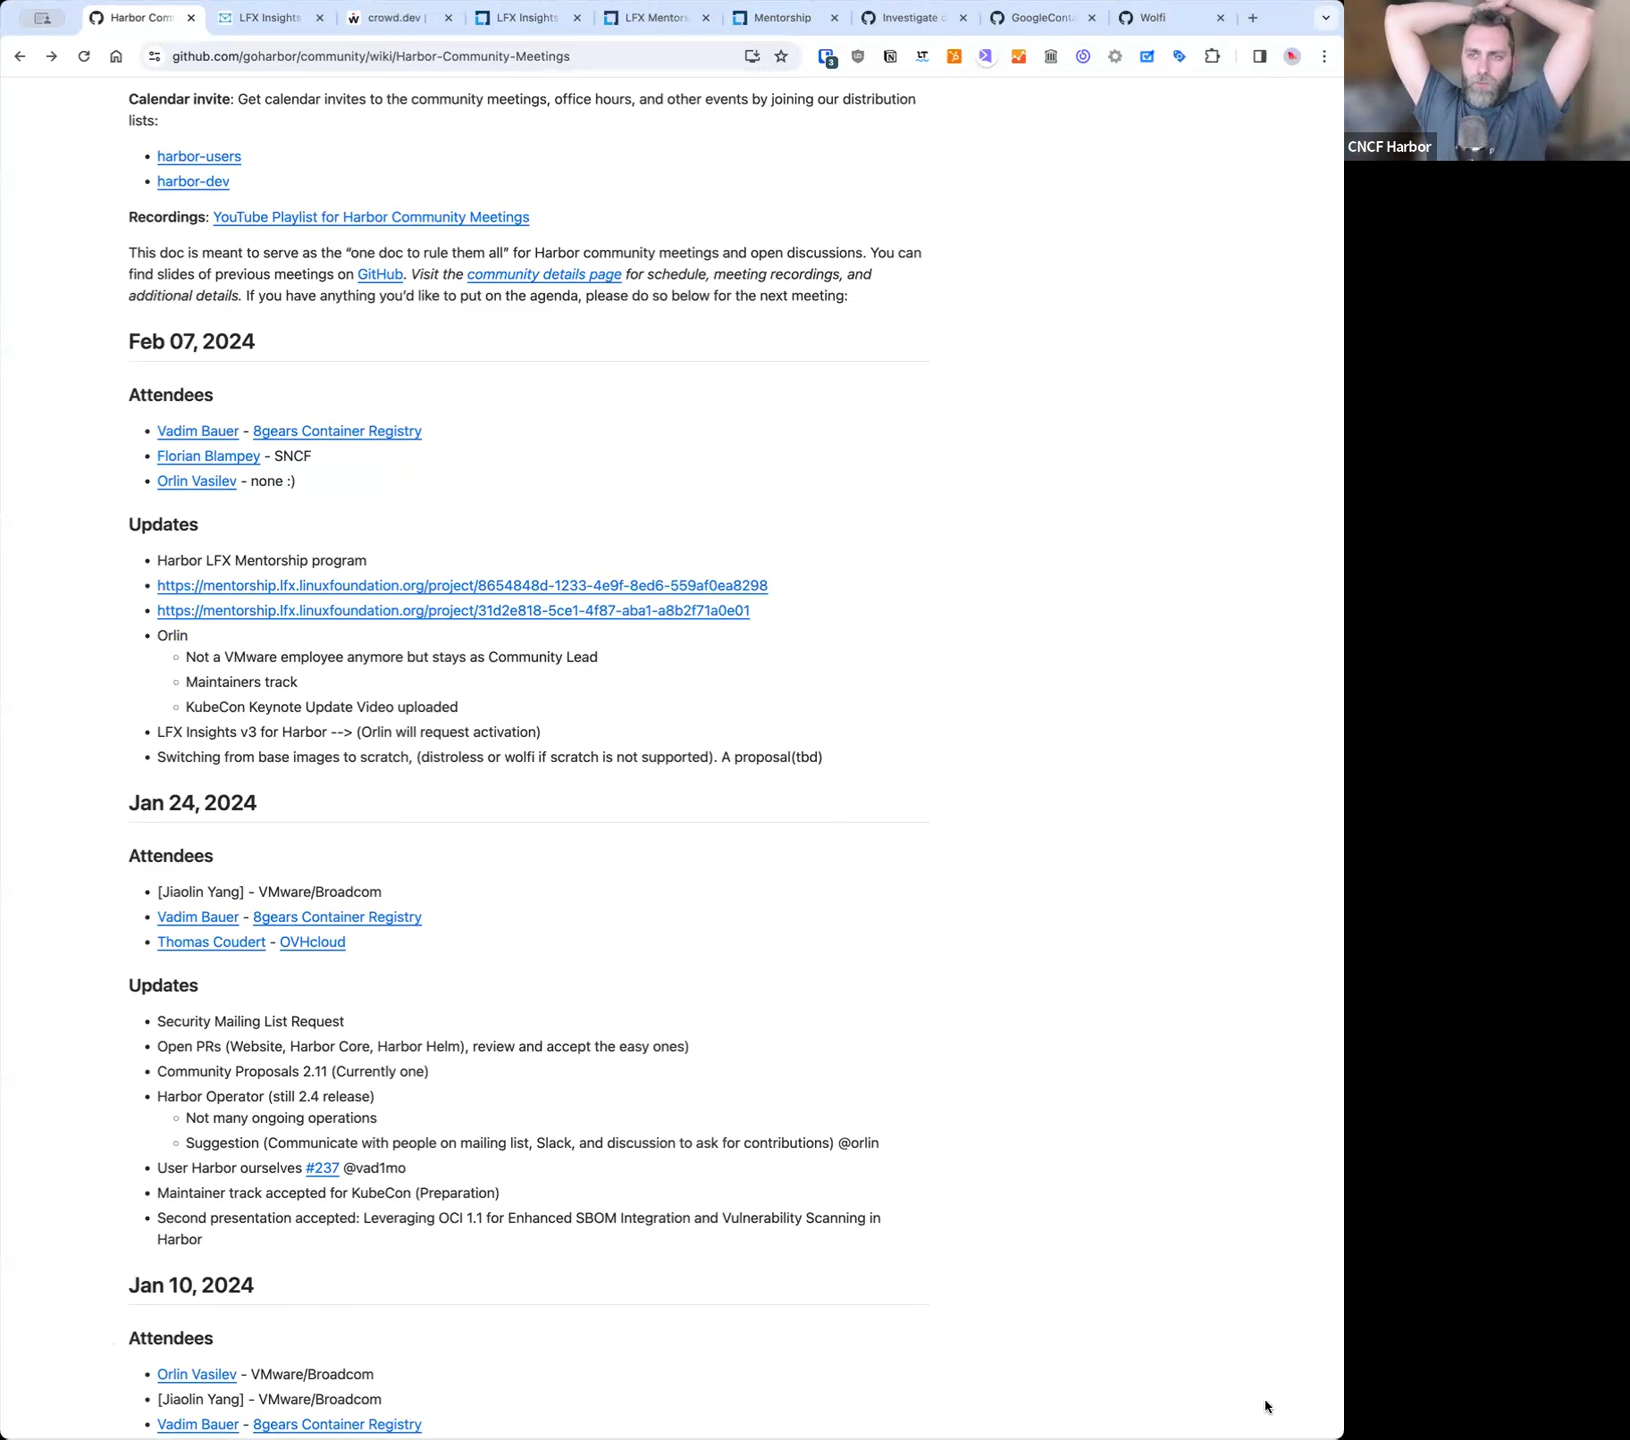 Harbor Com
LFX Insights
crowd.dev |
LFX Insights
LFX Mentors
Mentorship
Investigate
GoogleCont
Wolfi
github.com/goharbor/community/wiki/Harbor-Community-Meetings
3
CNCF Harbor
Calendar invite: Get calendar invites to the community meetings, office hours, and other events by joining our distribution
lists:
• harbor-users
• harbor-dev
Recordings: YouTube Playlist for Harbor Community Meetings
This doc is meant to serve as the “one doc to rule them all” for Harbor community meetings and open discussions. You can
find slides of previous meetings on GitHub. Visit the community details page for schedule, meeting recordings, and
additional details. If you have anything you’d like to put on the agenda, please do so below for the next meeting:
Feb 07, 2024
Attendees
• Vadim Bauer - 8gears Container Registry
• Florian Blampey - SNCF
• Orlin Vasilev - none :)
Updates
• Harbor LFX Mentorship program
• https://mentorship.lfx.linuxfoundation.org/project/8654848d-1233-4e9f-8ed6-559af0ea8298
• https://mentorship.lfx.linuxfoundation.org/project/31d2e818-5ce1-4f87-aba1-a8b2f71a0e01
• Orlin
◦ Not a VMware employee anymore but stays as Community Lead
◦ Maintainers track
◦ KubeCon Keynote Update Video uploaded
• LFX Insights v3 for Harbor --> (Orlin will request activation)
• Switching from base images to scratch, (distroless or wolfi if scratch is not supported). A proposal(tbd)
Jan 24, 2024
Attendees
• [Jiaolin Yang] - VMware/Broadcom
• Vadim Bauer - 8gears Container Registry
• Thomas Coudert - OVHcloud
Updates
• Security Mailing List Request
• Open PRs (Website, Harbor Core, Harbor Helm), review and accept the easy ones)
• Community Proposals 2.11 (Currently one)
• Harbor Operator (still 2.4 release)
◦ Not many ongoing operations
◦ Suggestion (Communicate with people on mailing list, Slack, and discussion to ask for contributions) @orlin
• User Harbor ourselves #237 @vad1mo
• Maintainer track accepted for KubeCon (Preparation)
• Second presentation accepted: Leveraging OCI 1.1 for Enhanced SBOM Integration and Vulnerability Scanning in
Harbor
Jan 10, 2024
Attendees
• Orlin Vasilev - VMware/Broadcom
• [Jiaolin Yang] - VMware/Broadcom
• Vadim Bauer - 8gears Container Registry